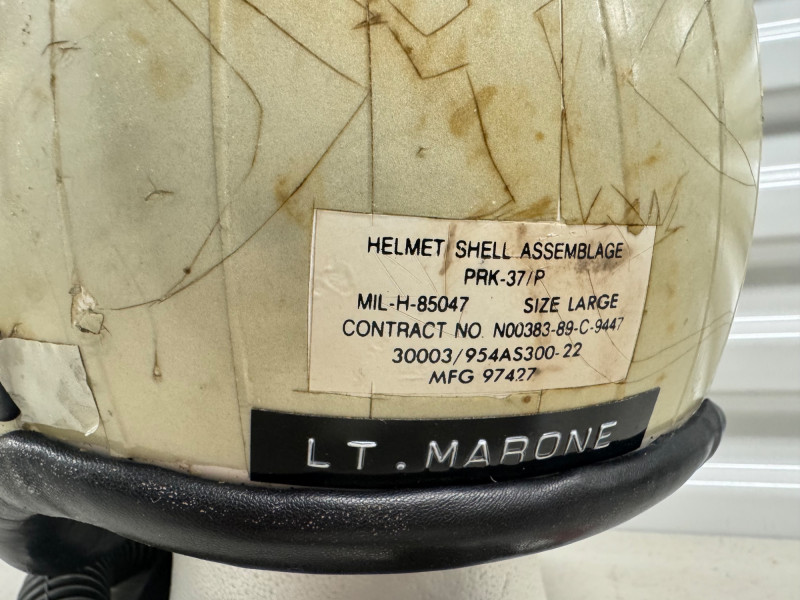 HELMET SHELL ASSEMBLAGE
PRK-37/P
MIL-H-85047 SIZE LARGE
CONTRACT NO. N00383-89-C-9447
30003/954AS300-22
MFG 97427
LT. MARONE